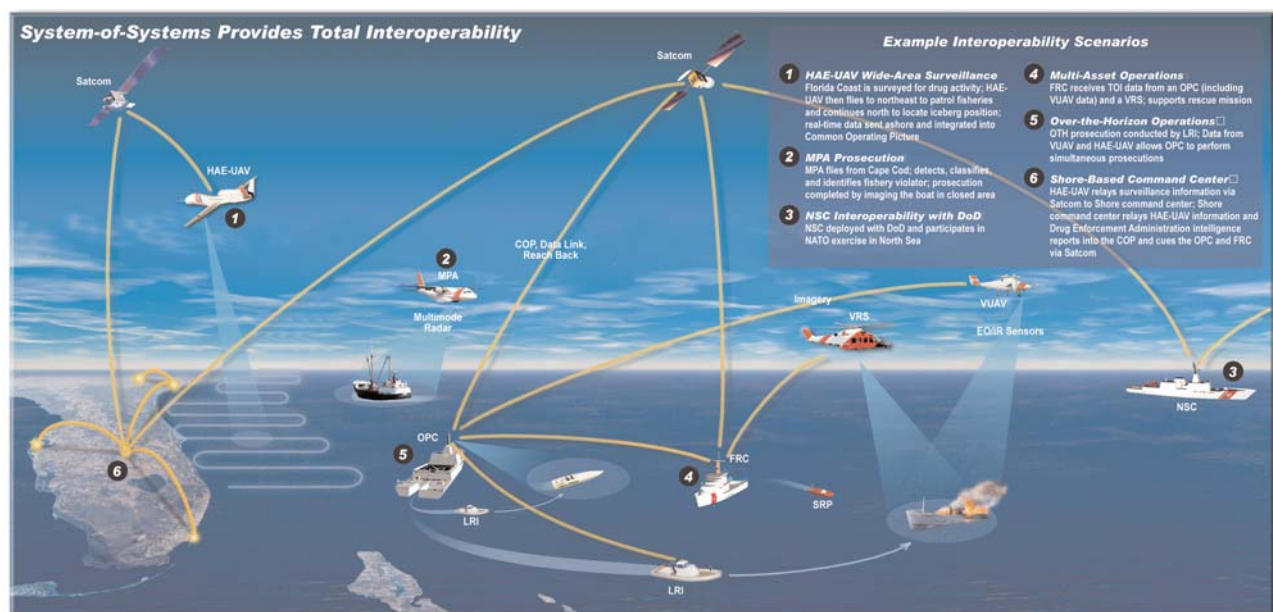 System-of-Systems Provides Total Interoperability
Example Interoperability Scenarios
1 HAE-UAV Wide-Area Surveillance
Florida Coast is surveyed for drug activity; HAE-
UAV then flies to northeast to patrol fisheries
and continues north to locate iceberg position;
real-time data sent ashore and integrated into
Common Operating Picture
2 MPA Prosecution
MPA flies from Cape Cod; detects, classifies,
and identifies fishery violator; prosecution
completed by imaging the boat in closed area
3 NSC Interoperability with DoD
NSC deployed with DoD and participates in
NATO exercise in North Sea
4 Multi-Asset Operations
FRC receives TOI data from an OPC (including
VUAV data) and a VRS; supports rescue mission
5 Over-the-Horizon Operations□
OTH prosecution conducted by LRI; Data from
VUAV and HAE-UAV allows OPC to perform
simultaneous prosecutions
6 Shore-Based Command Center□
HAE-UAV relays surveillance information via
Satcom to Shore command center; Shore
command center relays HAE-UAV information and
Drug Enforcement Administration intelligence
reports into the COP and cues the OPC and FRC
via Satcom
Satcom
Satcom
HAE-UAV
1
COP, Data Link,
Reach Back
2
MPA
Multimode
Radar
Imagery
VRS
VUAV
EO/IR Sensors
3
NSC
OPC
5
6
FRC
4
SRP
LRI
LRI